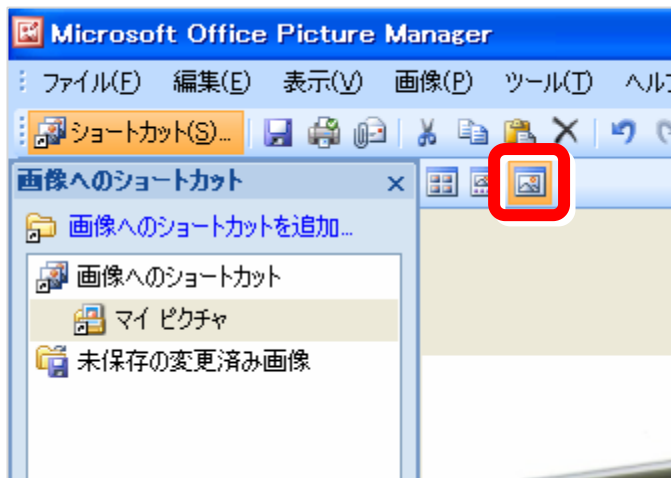 Microsoft Office Picture Manager
ファイル(F) 編集(E) 表示(V) 画像(P) ツール(T)
ショートカット(S)...
画像へのショートカット
画像へのショートカットを追加...
画像へのショートカット
マイ ピクチャ
未保存の変更済み画像